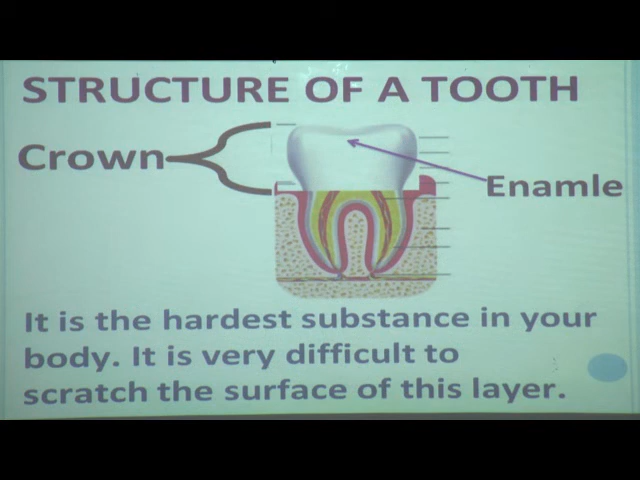 STRUCTURE OF A TOOTH
Crown
Enamle
It is the hardest substance in your
body. It is very difficult to
scratch the surface of this layer.